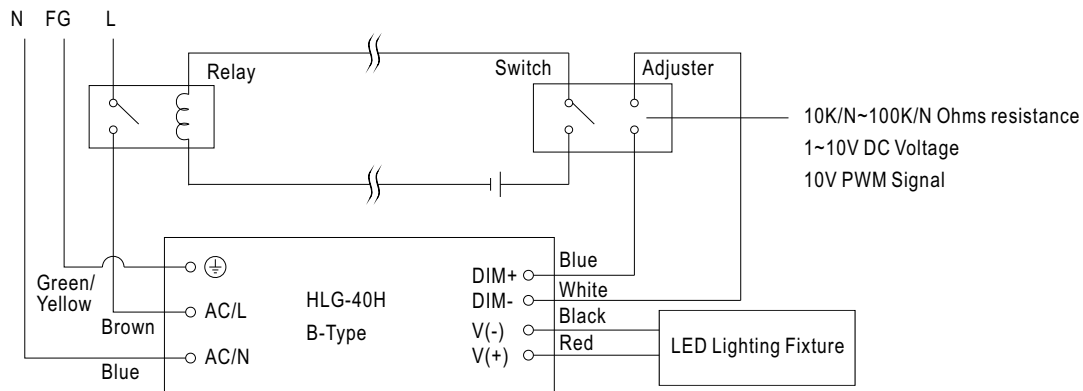 N FG L
Relay
Switch
Adjuster
10K/N~100K/N Ohms resistance
1~10V DC Voltage
10V PWM Signal
Green/
Yellow
Brown
Blue
AC/L
AC/N
HLG-40H
B-Type
DIM+
DIM-
V(-)
V(+)
Blue
White
Black
Red
LED Lighting Fixture